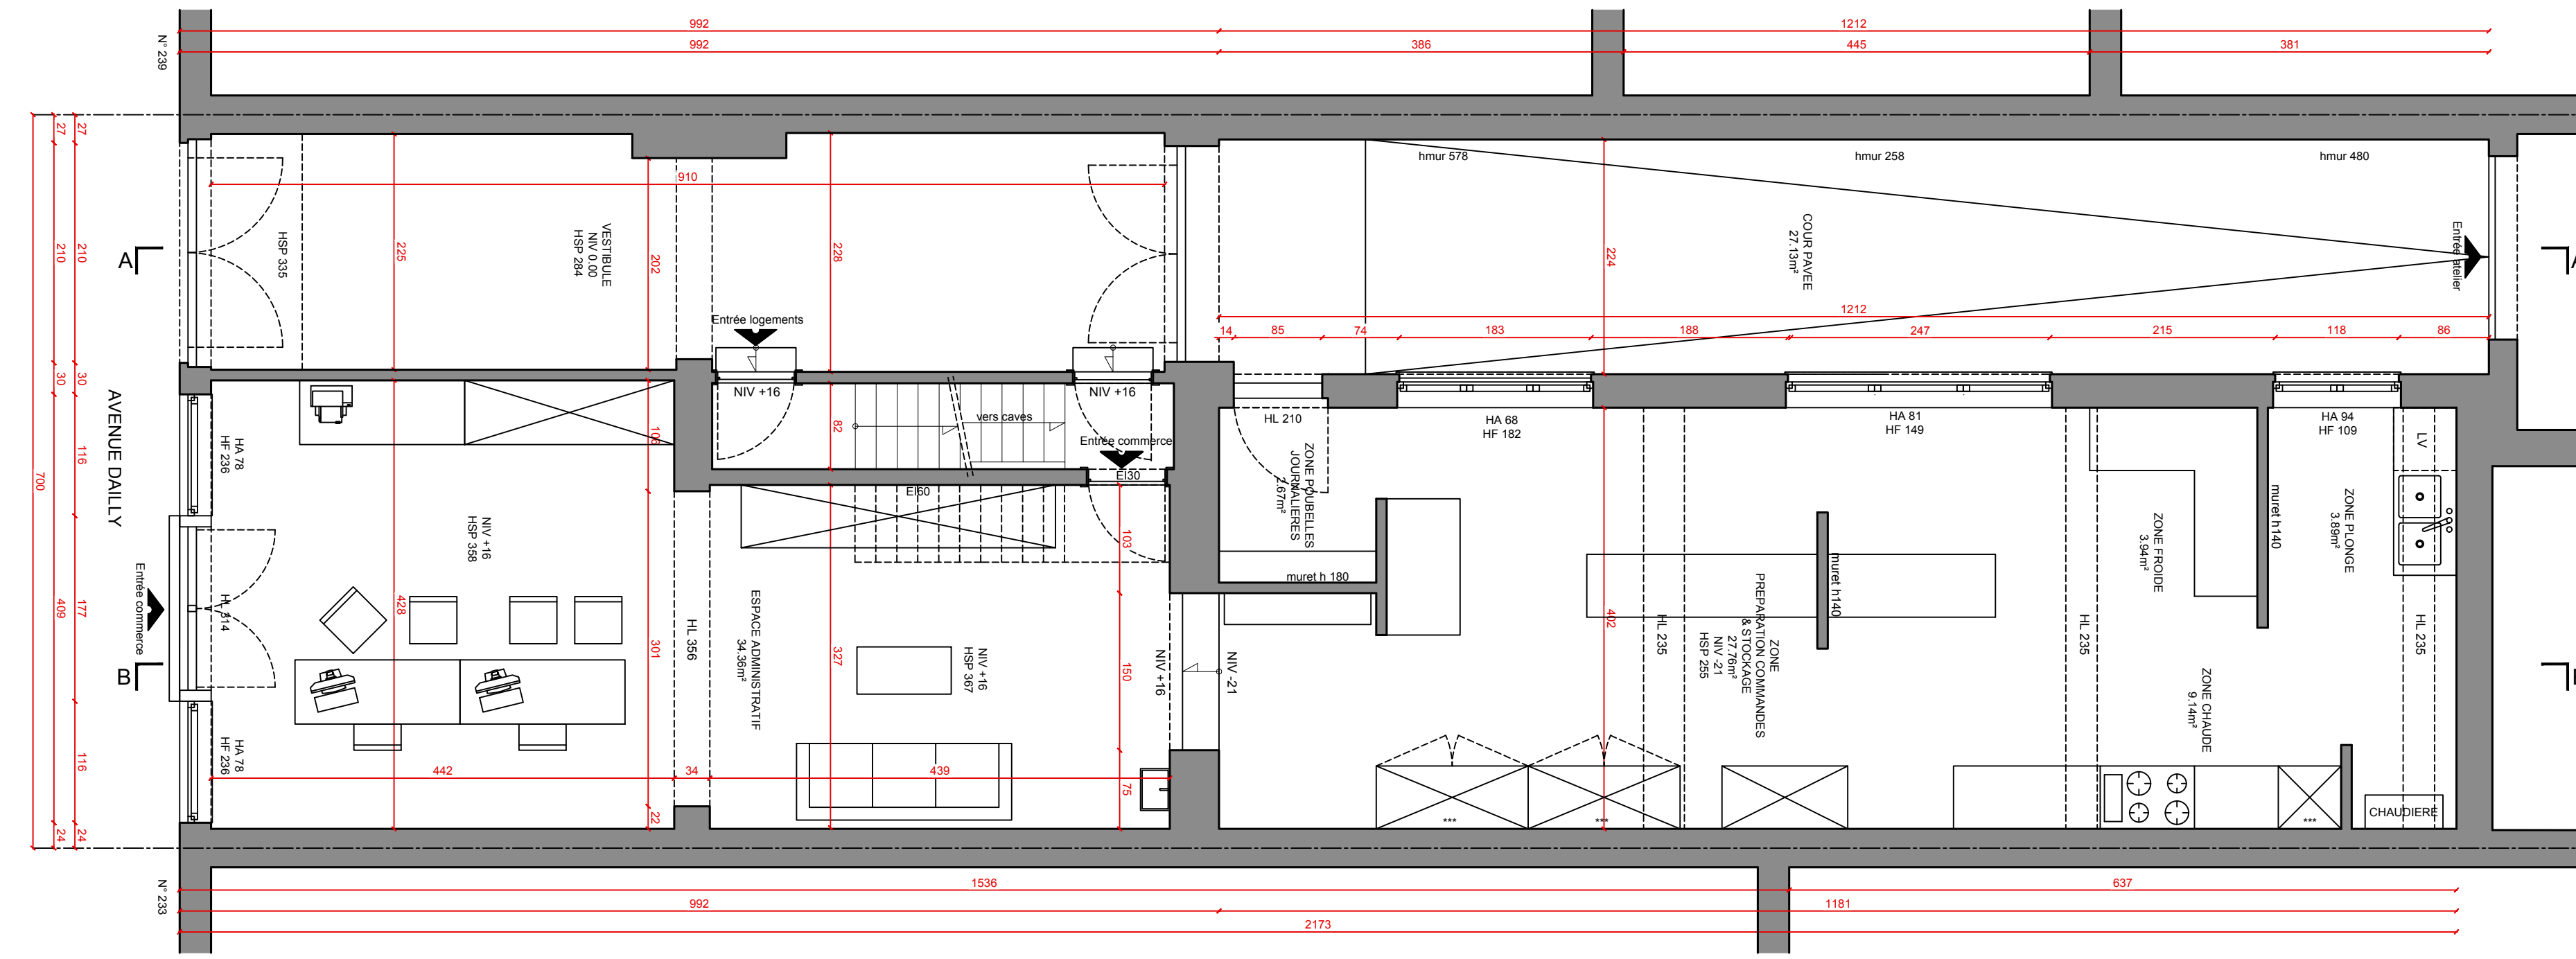 992
1212
992
386
445
381
N° 239
27
27
hmur 578
hmur 258
hmur 480
910
210
210
A
HSP 335
225
VESTIBULE
NIV 0.00
HSP 284
202
228
224
COUR PAVEE
27.13m²
Entrée atelier
A
Entrée logements
1212
14
85
74
183
188
247
215
118
86
30
30
NIV +16
NIV +16
vers caves
82
106
Entrée commerce
EI30
EI60
HL 210
HA 68
HF 182
HA 81
HF 149
HA 94
HF 109
LV
AVENUE DAILLY
700
116
HA 78
HF 236
NIV +16
HSP 358
103
ZONE POUBELLES
JOURNALIERES
2.67m²
muret h 180
muret h140
muret h140
ZONE FROIDE
3.94m²
ZONE PLONGE
3.89m²
Entrée commerce
409
177
HL 314
428
301
HL 356
ESPACE ADMINISTRATIF
34.36m²
327
NIV +16
HSP 367
150
NIV +16
NIV -21
402
HL 235
ZONE
PREPARATION COMMANDES
& STOCKAGE
27.76m²
NIV -21
HSP 255
HL 235
HL 235
ZONE CHAUDE
9.14m²
B
116
HA 78
HF 236
442
34
439
75
22
24
24
***
***
***
CHAUDIERE
N° 233
1536
637
992
1181
2173